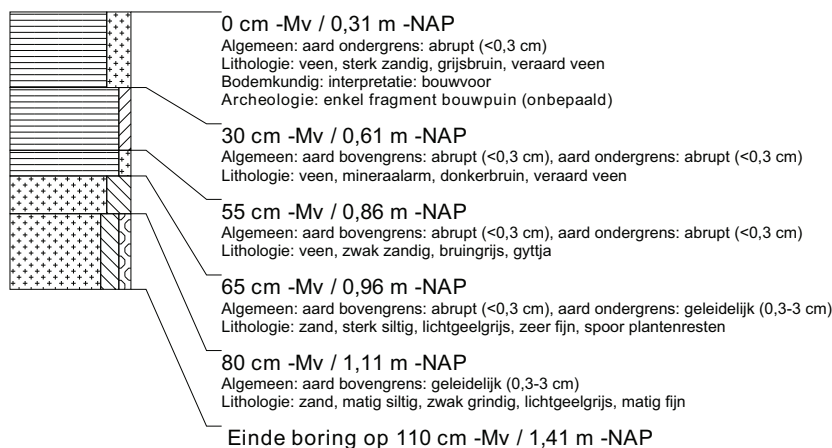 0 cm -Mv / 0,31 m -NAP
Algemeen: aard ondergrens: abrupt (<0,3 cm)
Lithologie: veen, sterk zandig, grijsbruin, veraard veen
Bodemkundig: interpretatie: bouwvoor
Archeologie: enkel fragment bouwpuin (onbepaald)
30 cm -Mv / 0,61 m -NAP
Algemeen: aard bovengrens: abrupt (<0,3 cm), aard ondergrens: abrupt (<0,3 cm)
Lithologie: veen, mineraalarm, donkerbruin, veraard veen
55 cm -Mv / 0,86 m -NAP
Algemeen: aard bovengrens: abrupt (<0,3 cm), aard ondergrens: abrupt (<0,3 cm)
Lithologie: veen, zwak zandig, bruingrijs, gyttja
65 cm -Mv / 0,96 m -NAP
Algemeen: aard bovengrens: abrupt (<0,3 cm), aard ondergrens: geleidelijk (0,3-3 cm)
Lithologie: zand, sterk siltig, lichtgeelgrijs, zeer fijn, spoor plantenresten
80 cm -Mv / 1,11 m -NAP
Algemeen: aard bovengrens: geleidelijk (0,3-3 cm)
Lithologie: zand, matig siltig, zwak grindig, lichtgeelgrijs, matig fijn
Einde boring op 110 cm -Mv / 1,41 m -NAP